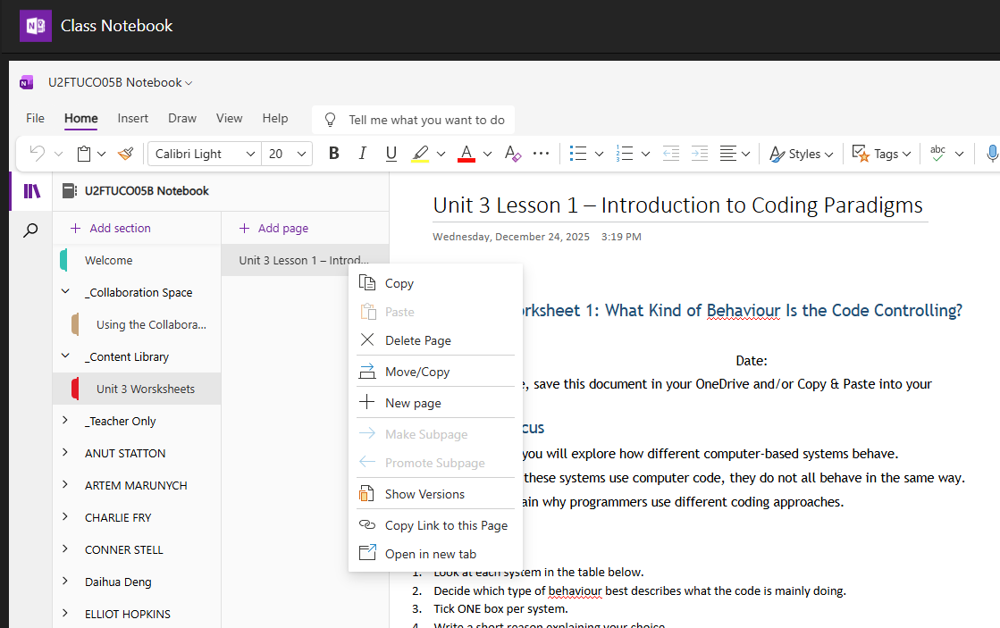 Class Notebook
U2FTUCO05B Notebook
File Home Insert Draw View Help Tell me what you want to do
Calibri Light 20 B I U A A Styles Tags abc
U2FTUCO05B Notebook
Add section
Welcome
_Collaboration Space
Using the Collabora...
_Content Library
Unit 3 Worsksheets
_Teacher Only
ANUT STATTON
ARTEM MARUNYCH
CHARLIE FRY
CONNER STELL
Daihua Deng
ELLIOT HOPKINS
Add page
Unit 3 Lesson 1 – Introd...
Copy
Paste
Delete Page
Move/Copy
New page
Make Subpage
Promote Subpage
Show Versions
Copy Link to this Page
Open in new tab
Unit 3 Lesson 1 – Introduction to Coding Paradigms
Wednesday, December 24, 2025 3:19 PM
rksheet 1: What Kind of Behaviour Is the Code Controlling?
Date:
, save this document in your OneDrive and/or Copy & Paste into your
cus
you will explore how different computer-based systems behave.
these systems use computer code, they do not all behave in the same way.
ain why programmers use different coding approaches.
1. Look at each system in the table below.
2. Decide which type of behaviour best describes what the code is mainly doing.
3. Tick ONE box per system.
4. Write a short reason explaining your choice.